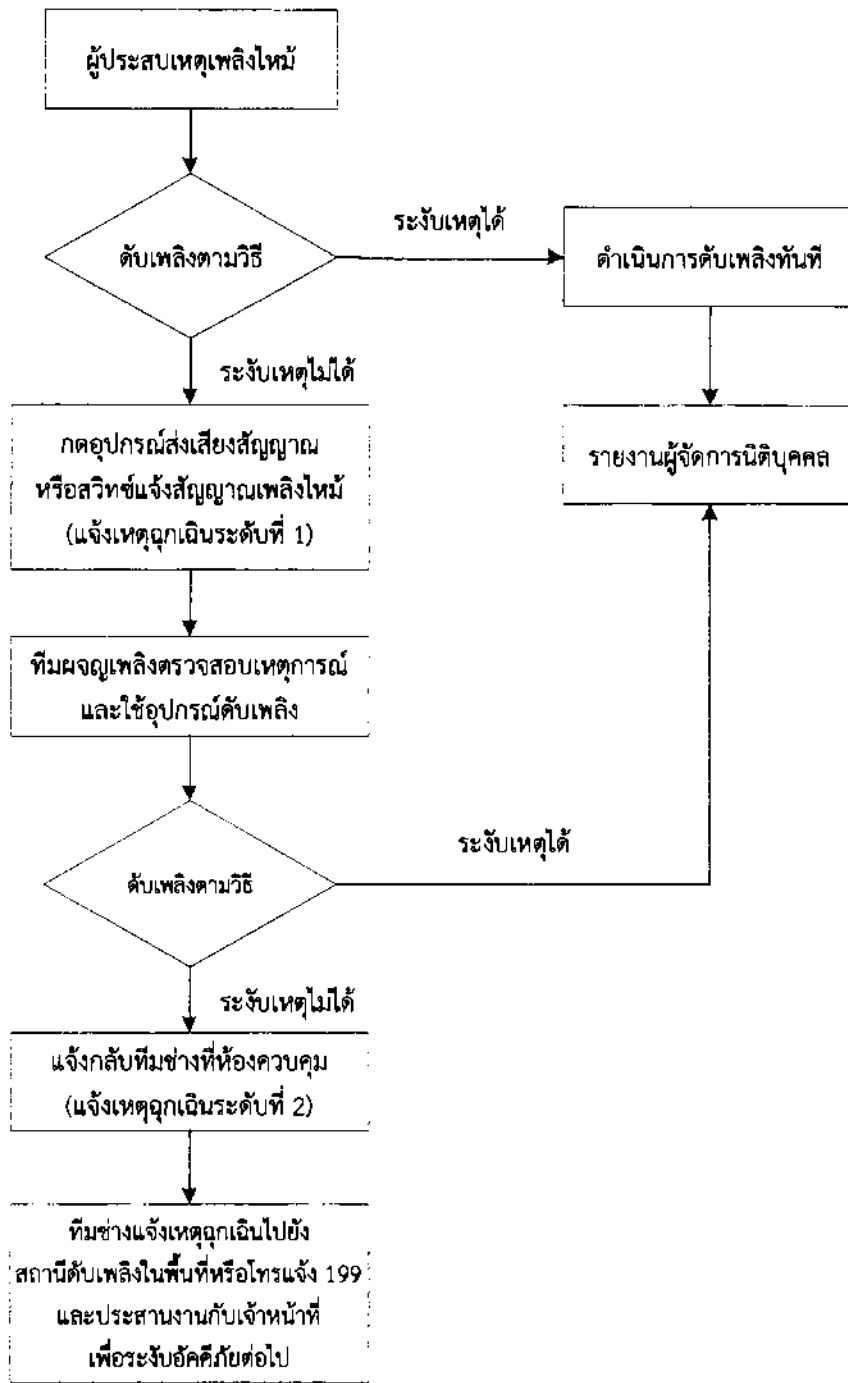 ผู้ประสบเหตุเพลิงไหม้
ดับเพลิงตามวิธี
ระงับเหตุได้
ดำเนินการดับเพลิงทันที
ระงับเหตุไม่ได้
กดอุปกรณ์ส่งเสียงสัญญาณ
หรือสวิทซ์แจ้งสัญญาณเพลิงไหม้
(แจ้งเหตุฉุกเฉินระดับที่ 1)
รายงานผู้จัดการนิติบุคคล
ทีมผจญเพลิงตรวจสอบเหตุการณ์
และใช้อุปกรณ์ดับเพลิง
ดับเพลิงตามวิธี
ระงับเหตุได้
ระงับเหตุไม่ได้
แจ้งกลับทีมช่างที่ห้องควบคุม
(แจ้งเหตุฉุกเฉินระดับที่ 2)
ทีมช่างแจ้งเหตุฉุกเฉินไปยัง
สถานีดับเพลิงในพื้นที่หรือโทรแจ้ง 199
และประสานงานกับเจ้าหน้าที่
เพื่อระงับอัคคีภัยต่อไป